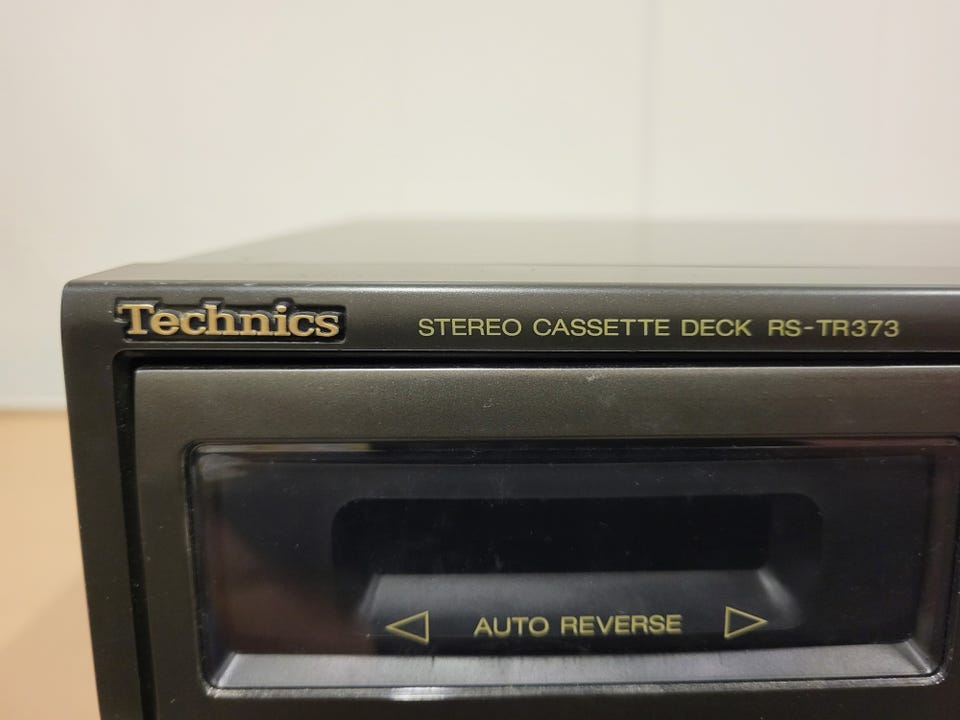 Technics STEREO CASSETTE DECK RS-TR373
AUTO REVERSE